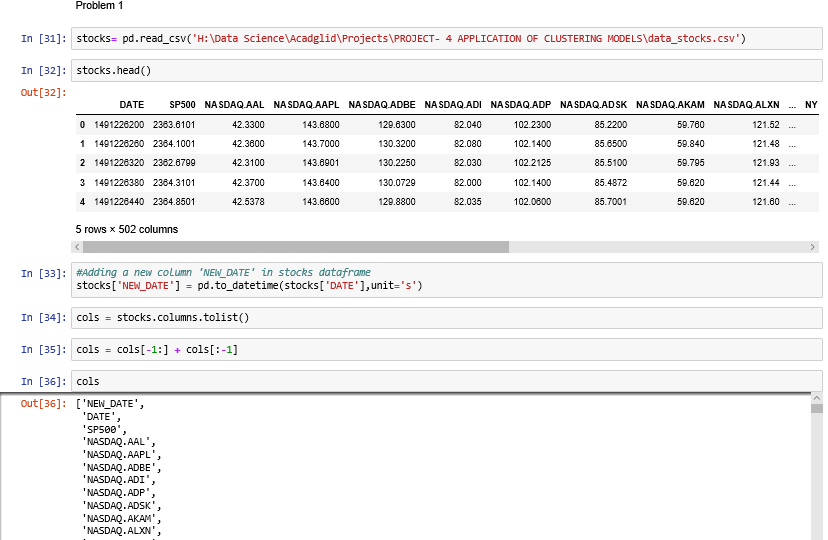 Problem 1
In [31]: stocks= pd.read_csv('H:\Data Science\Acadglid\Projects\PROJECT- 4 APPLICATION OF CLUSTERING MODELS\data_stocks.csv')
In [32]: stocks.head()
Out[32]:
DATE SP500 NASDAQ.AAL NASDAQ.AAPL NASDAQ.ADBE NASDAQ.ADI NASDAQ.ADP NASDAQ.ADSK NASDAQ.AKAM NASDAQ.ALXN ... NY
0 1491226200 2363.6101 42.3300 143.6800 129.6300 82.040 102.2300 85.2200 59.760 121.52 ...
1 1491226260 2364.1001 42.3600 143.7000 130.3200 82.080 102.1400 85.6500 59.840 121.48 ...
2 1491226320 2362.6799 42.3100 143.6901 130.2250 82.030 102.2125 85.5100 59.795 121.93 ...
3 1491226380 2364.3101 42.3700 143.6400 130.0729 82.000 102.1400 85.4872 59.620 121.44 ...
4 1491226440 2364.8501 42.5378 143.6600 129.8800 82.035 102.0600 85.7001 59.620 121.60 ...
5 rows × 502 columns
In [33]: #Adding a new column 'NEW_DATE' in stocks dataframe
stocks['NEW_DATE'] = pd.to_datetime(stocks['DATE'],unit='s')
In [34]: cols = stocks.columns.tolist()
In [35]: cols = cols[-1:] + cols[:-1]
In [36]: cols
Out[36]: ['NEW_DATE',
'DATE',
'SP500',
'NASDAQ.AAL',
'NASDAQ.AAPL',
'NASDAQ.ADBE',
'NASDAQ.ADI',
'NASDAQ.ADP',
'NASDAQ.ADSK',
'NASDAQ.AKAM',
'NASDAQ.ALXN',